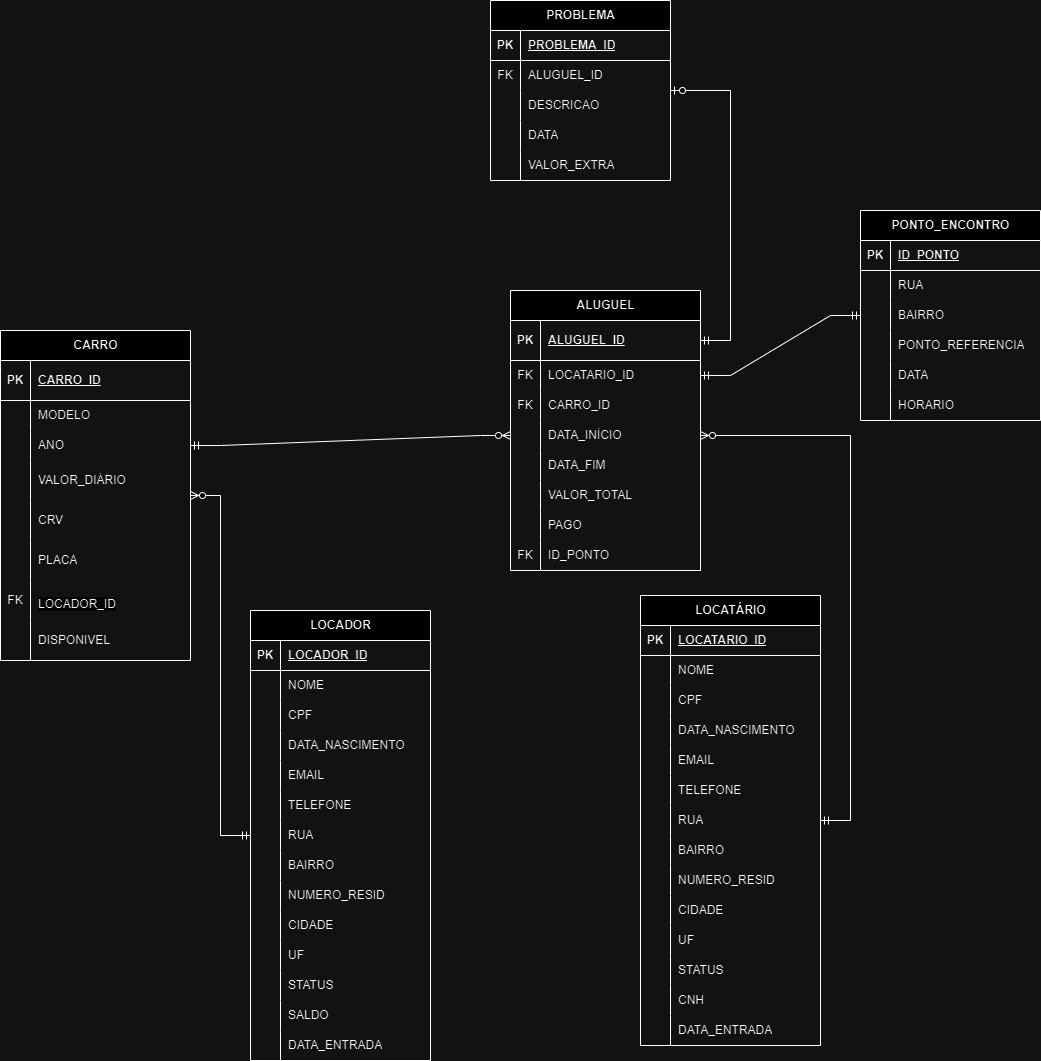 PROBLEMA
PK PROBLEMA_ID
FK ALUGUEL_ID
DESCRICAO
DATA
VALOR_EXTRA
PONTO_ENCONTRO
PK ID_PONTO
RUA
BAIRRO
PONTO_REFERENCIA
DATA
HORARIO
ALUGUEL
PK ALUGUEL_ID
FK LOCATARIO_ID
FK CARRO_ID
DATA_INÍCIO
DATA_FIM
VALOR_TOTAL
PAGO
FK ID_PONTO
CARRO
PK CARRO_ID
MODELO
ANO
VALOR_DIÁRIO
CRV
PLACA
FK LOCADOR_ID
DISPONIVEL
LOCADOR
PK LOCADOR_ID
NOME
CPF
DATA_NASCIMENTO
EMAIL
TELEFONE
RUA
BAIRRO
NUMERO_RESID
CIDADE
UF
STATUS
SALDO
DATA_ENTRADA
LOCATÁRIO
PK LOCATARIO_ID
NOME
CPF
DATA_NASCIMENTO
EMAIL
TELEFONE
RUA
BAIRRO
NUMERO_RESID
CIDADE
UF
STATUS
CNH
DATA_ENTRADA